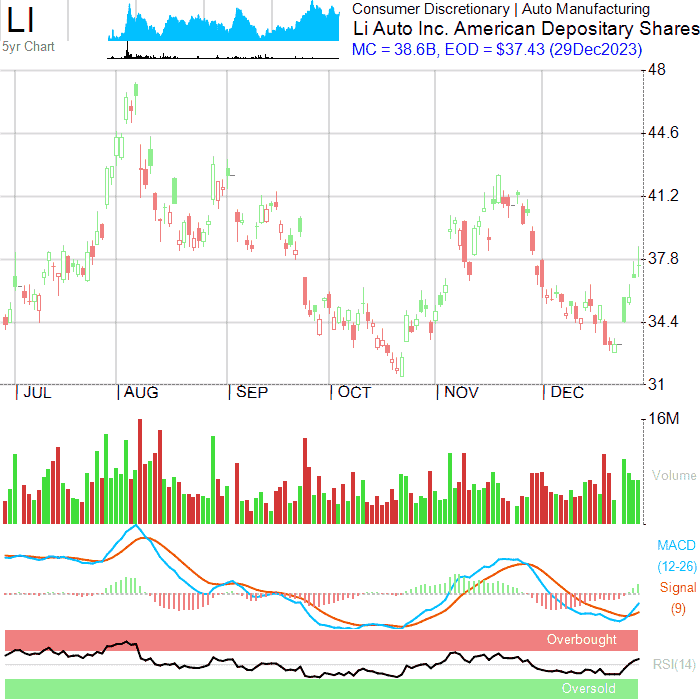 LI
5yr Chart
Consumer Discretionary | Auto Manufacturing
Li Auto Inc. American Depositary Shares
MC = 38.6B, EOD = $37.43 (29Dec2023)
48
44.6
41.2
37.8
34.4
31
JUL
AUG
SEP
OCT
NOV
DEC
16M
Volume
MACD
(12-26)
Signal
(9)
Overbought
RSI(14)
Oversold